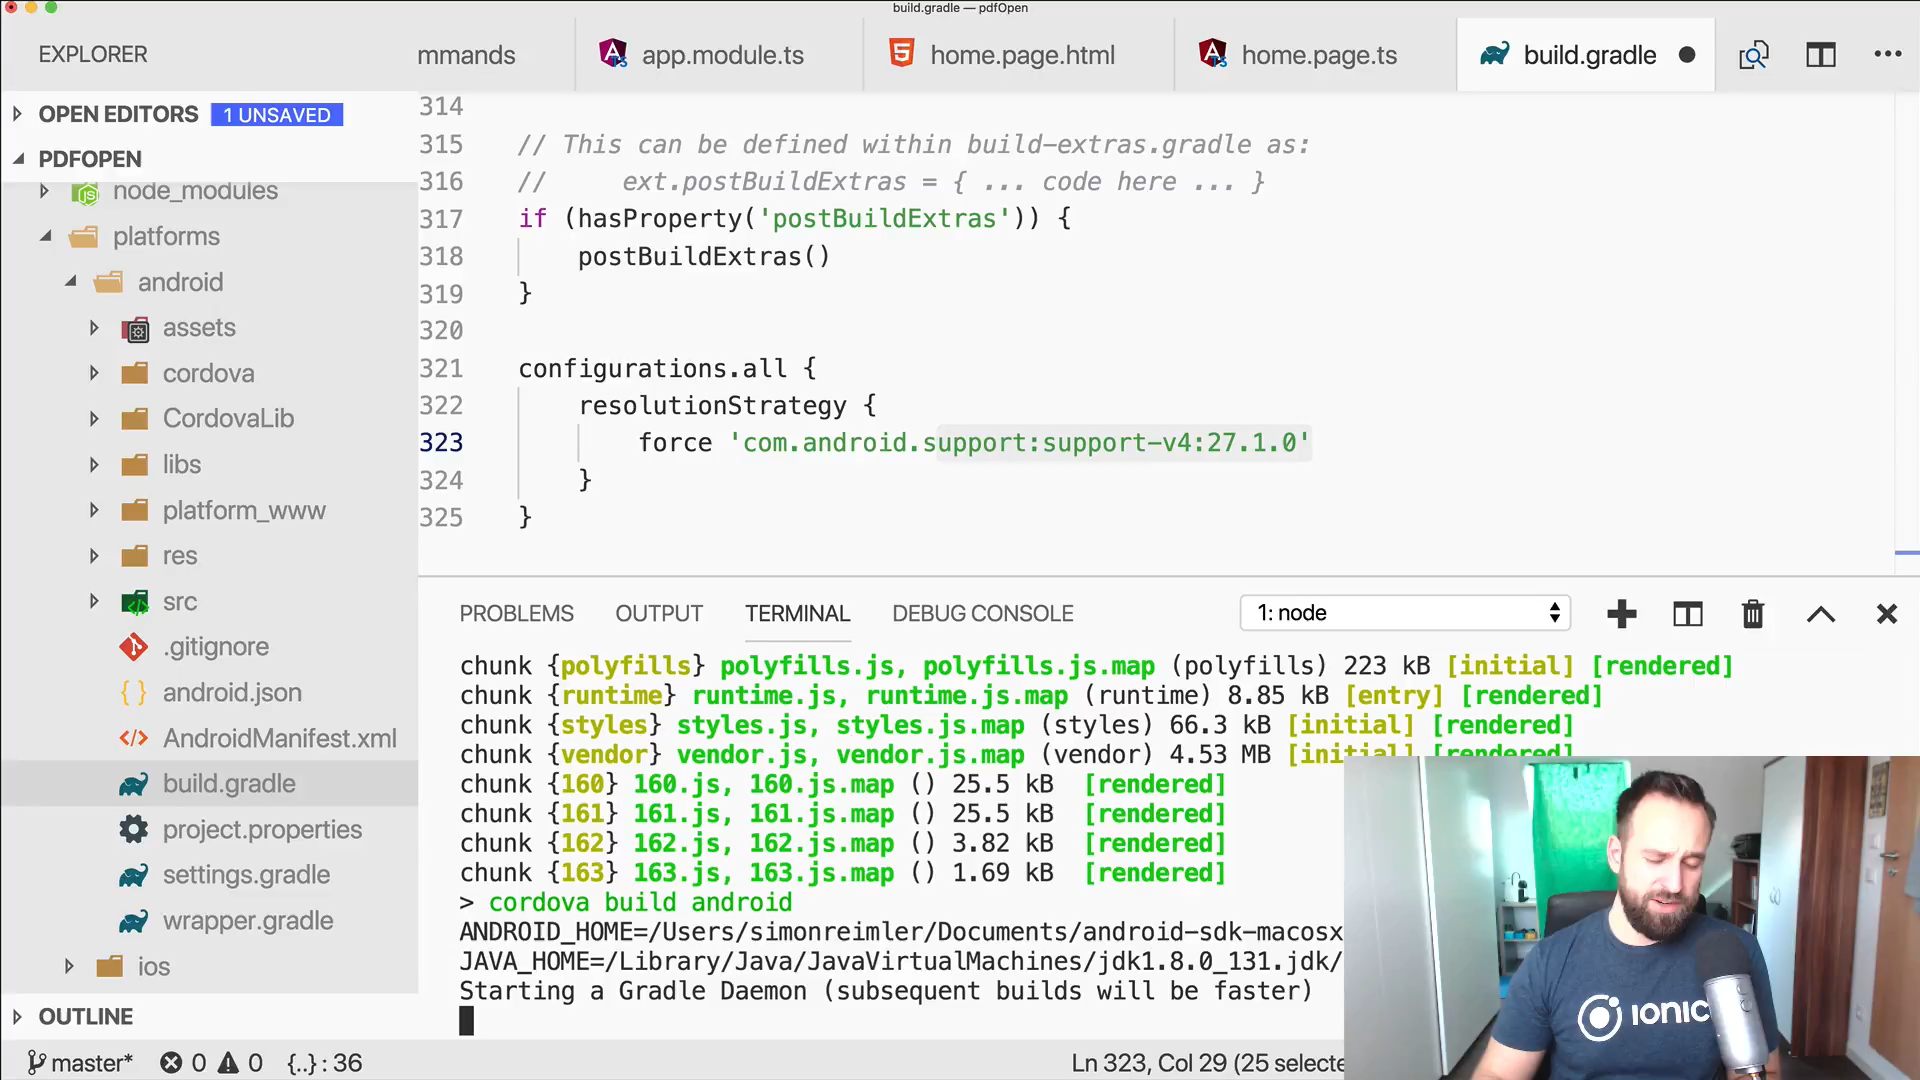 build.gradle — pdfOpen
EXPLORER
mmands
app.module.ts
home.page.html
home.page.ts
build.gradle
OPEN EDITORS 1 UNSAVED
PDFOPEN
node_modules
platforms
android
assets
cordova
CordovaLib
libs
platform_www
res
src
.gitignore
android.json
AndroidManifest.xml
build.gradle
project.properties
settings.gradle
wrapper.gradle
ios
OUTLINE
314
315 // This can be defined within build-extras.gradle as:
316 //     ext.postBuildExtras = { ... code here ... }
317 if (hasProperty('postBuildExtras')) {
318     postBuildExtras()
319 }
320
321 configurations.all {
322     resolutionStrategy {
323         force 'com.android.support:support-v4:27.1.0'
324     }
325 }
PROBLEMS OUTPUT TERMINAL DEBUG CONSOLE 1: node
chunk {polyfills} polyfills.js, polyfills.js.map (polyfills) 223 kB [initial] [rendered]
chunk {runtime} runtime.js, runtime.js.map (runtime) 8.85 kB [entry] [rendered]
chunk {styles} styles.js, styles.js.map (styles) 66.3 kB [initial] [rendered]
chunk {vendor} vendor.js, vendor.js.map (vendor) 4.53 MB [initial] [rendered]
chunk {160} 160.js, 160.js.map () 25.5 kB [rendered]
chunk {161} 161.js, 161.js.map () 25.5 kB [rendered]
chunk {162} 162.js, 162.js.map () 3.82 kB [rendered]
chunk {163} 163.js, 163.js.map () 1.69 kB [rendered]
> cordova build android
ANDROID_HOME=/Users/simonreimler/Documents/android-sdk-macosx
JAVA_HOME=/Library/Java/JavaVirtualMachines/jdk1.8.0_131.jdk/
Starting a Gradle Daemon (subsequent builds will be faster)
master* 0 0 {..}: 36
Ln 323, Col 29 (25 selecte
IONIC